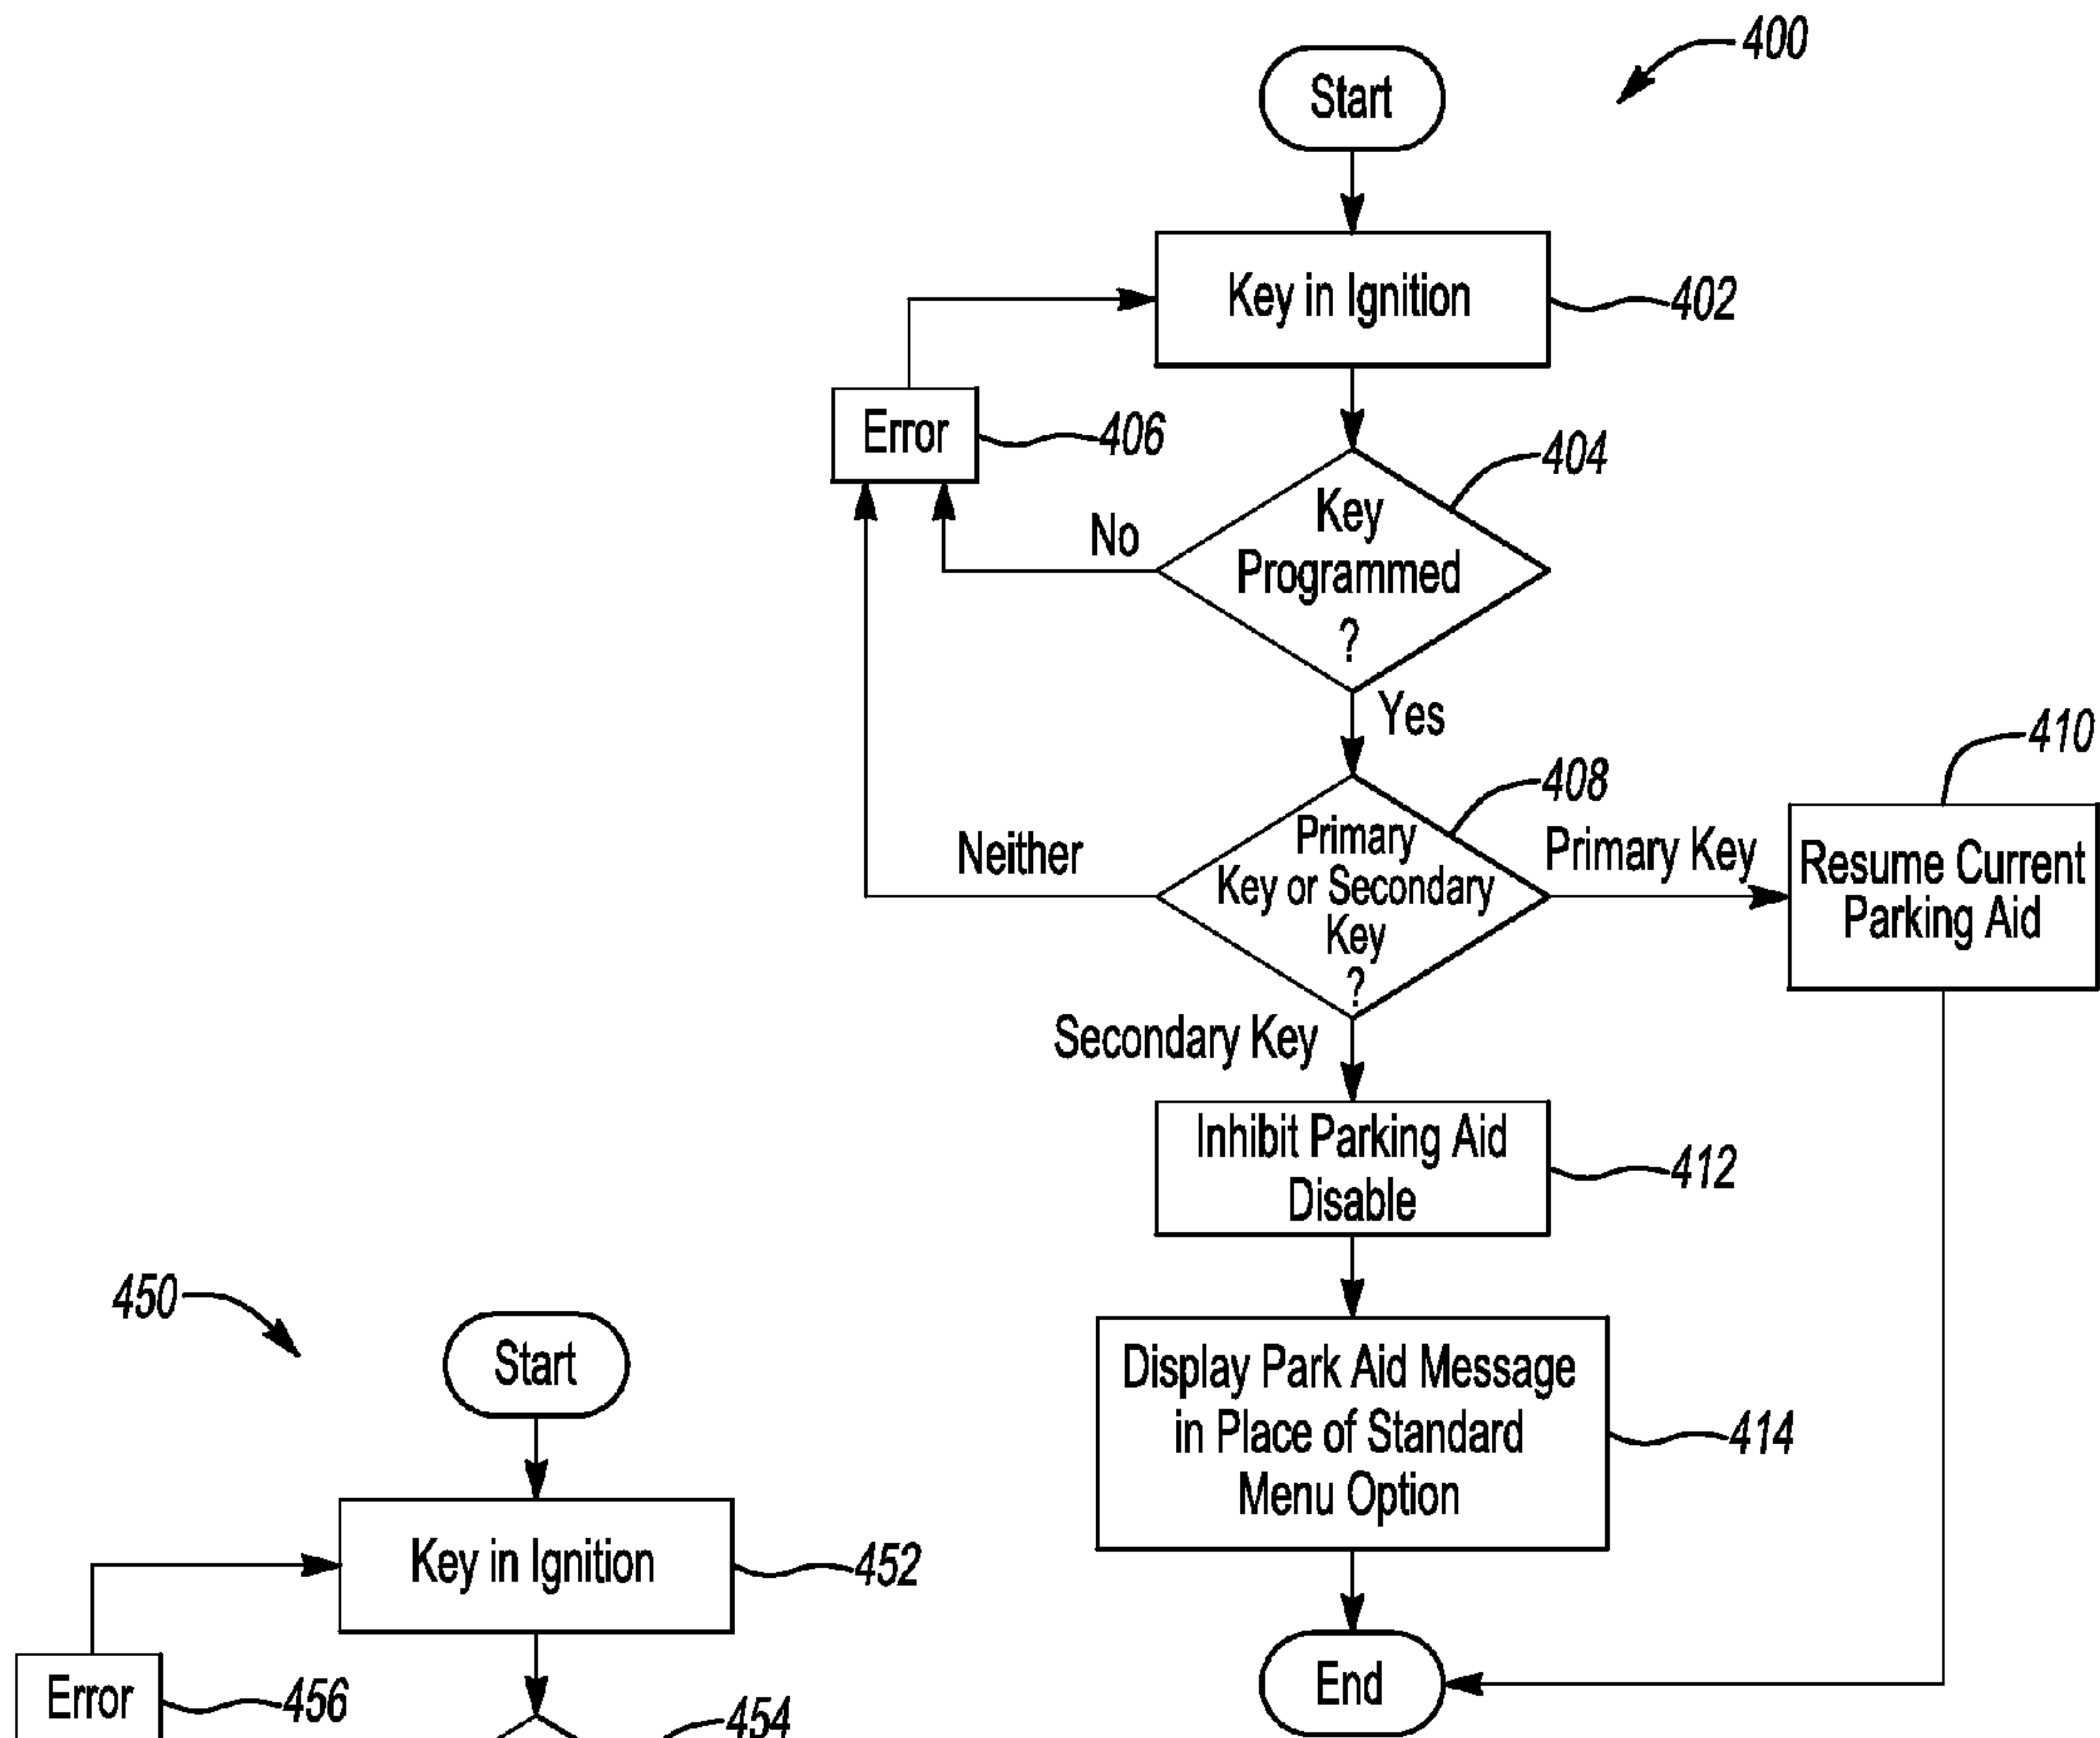 400
Start
Key in Ignition
402
Error
406
404
Key
Programmed
?
No
Yes
410
408
Primary
Key or Secondary
Key
?
Neither
Primary Key
Resume Current
Parking Aid
Secondary Key
Inhibit Parking Aid
Disable
412
Display Park Aid Message
in Place of Standard
Menu Option
414
End
450
Start
Key in Ignition
452
Error
456
454